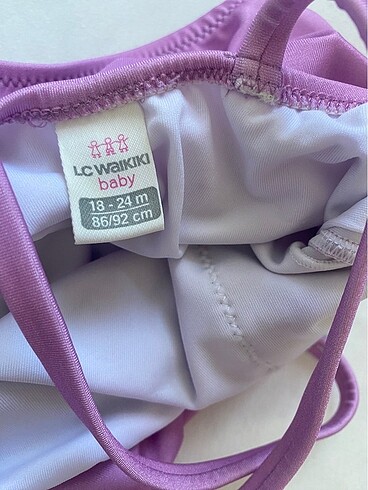 LC WAIKIKI
baby
18 - 24 m
86/92 cm